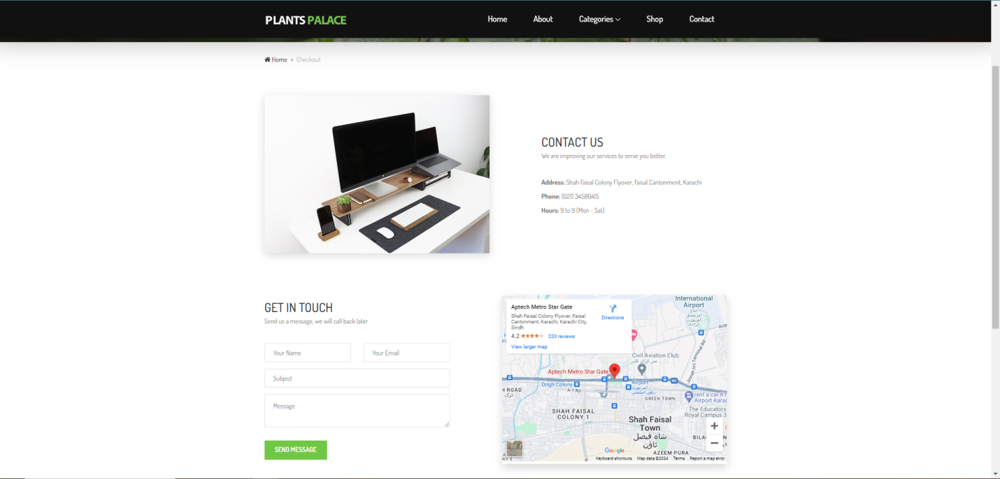 PLANTS PALACE
Home About Categories Shop Contact
Home > Checkout
CONTACT US
We are improving our services to serve you better.
Address: Shah Faisal Colony Flyover, Faisal Cantonment, Karachi
Phone: (021) 34580415
Hours: 9 to 9 (Mon - Sat)
GET IN TOUCH
Send us a message, we will call back later
Your Name Your Email
Subject
Message
SEND MESSAGE
Aptech Metro Star Gate
Shah Faisal Colony Flyover, Faisal
Cantonment, Karachi, Karachi City,
Sindh
4.2 233 reviews
View larger map
Directions
International
Airport
Civil Aviation Club
Jinnah Int'l Terminal Rd
Aptech Metro Star Gate
Drigh Colony
Airport
N5
H ROAD
A-1 Rd
GREEN TOWN
rent a car
Airport Karac
The Educators
Royal Campus 3
SHAH FAISAL
COLONY 1
Shah Faisal
Town
شاہ فیصل
ٹاؤن
BILA
AZEEM PURA
Google
Keyboard shortcuts Map data ©2024 Terms Report a map error